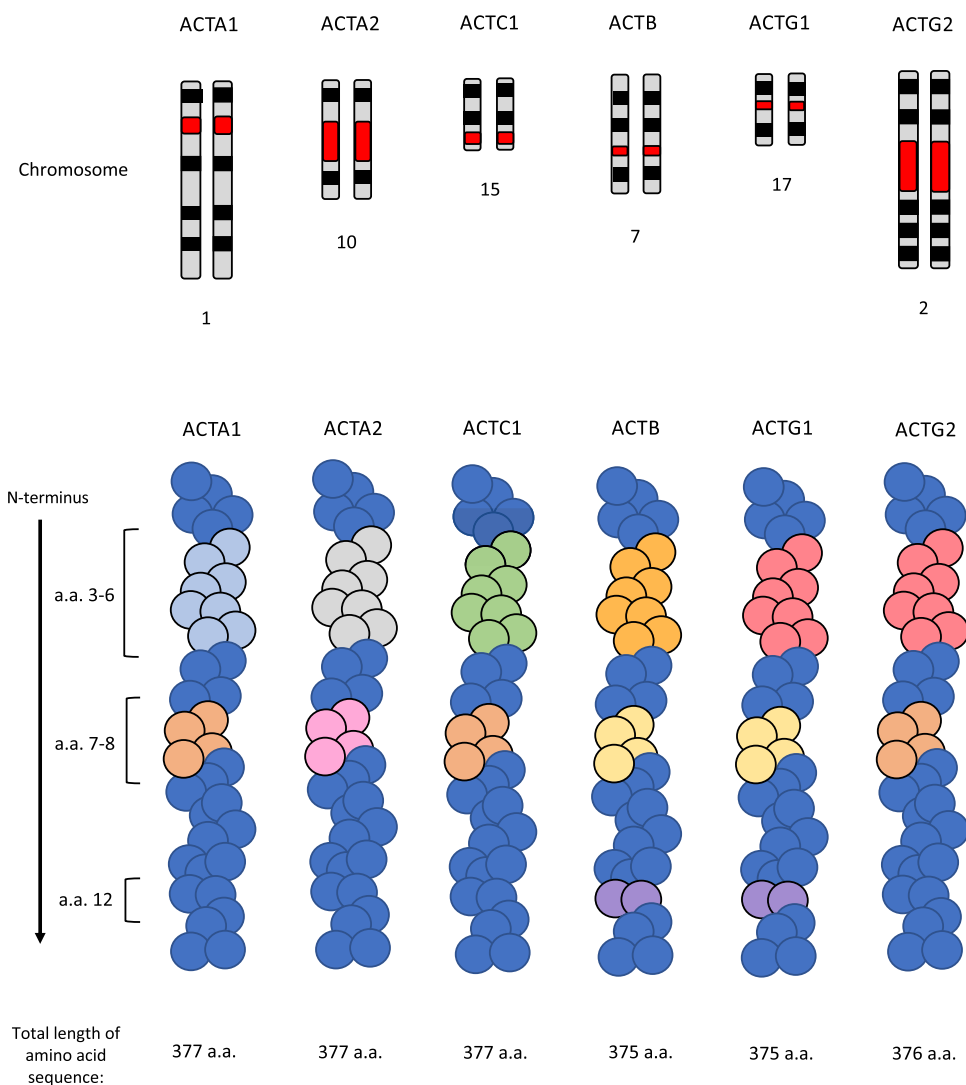 ACTA1 ACTA2 ACTC1 ACTB ACTG1 ACTG2
Chromosome
1 10 15 7 17 2
ACTA1 ACTA2 ACTC1 ACTB ACTG1 ACTG2
N-terminus
a.a. 3-6
a.a. 7-8
a.a. 12
Total length of
amino acid
sequence:
377 a.a. 377 a.a. 377 a.a. 375 a.a. 375 a.a. 376 a.a.